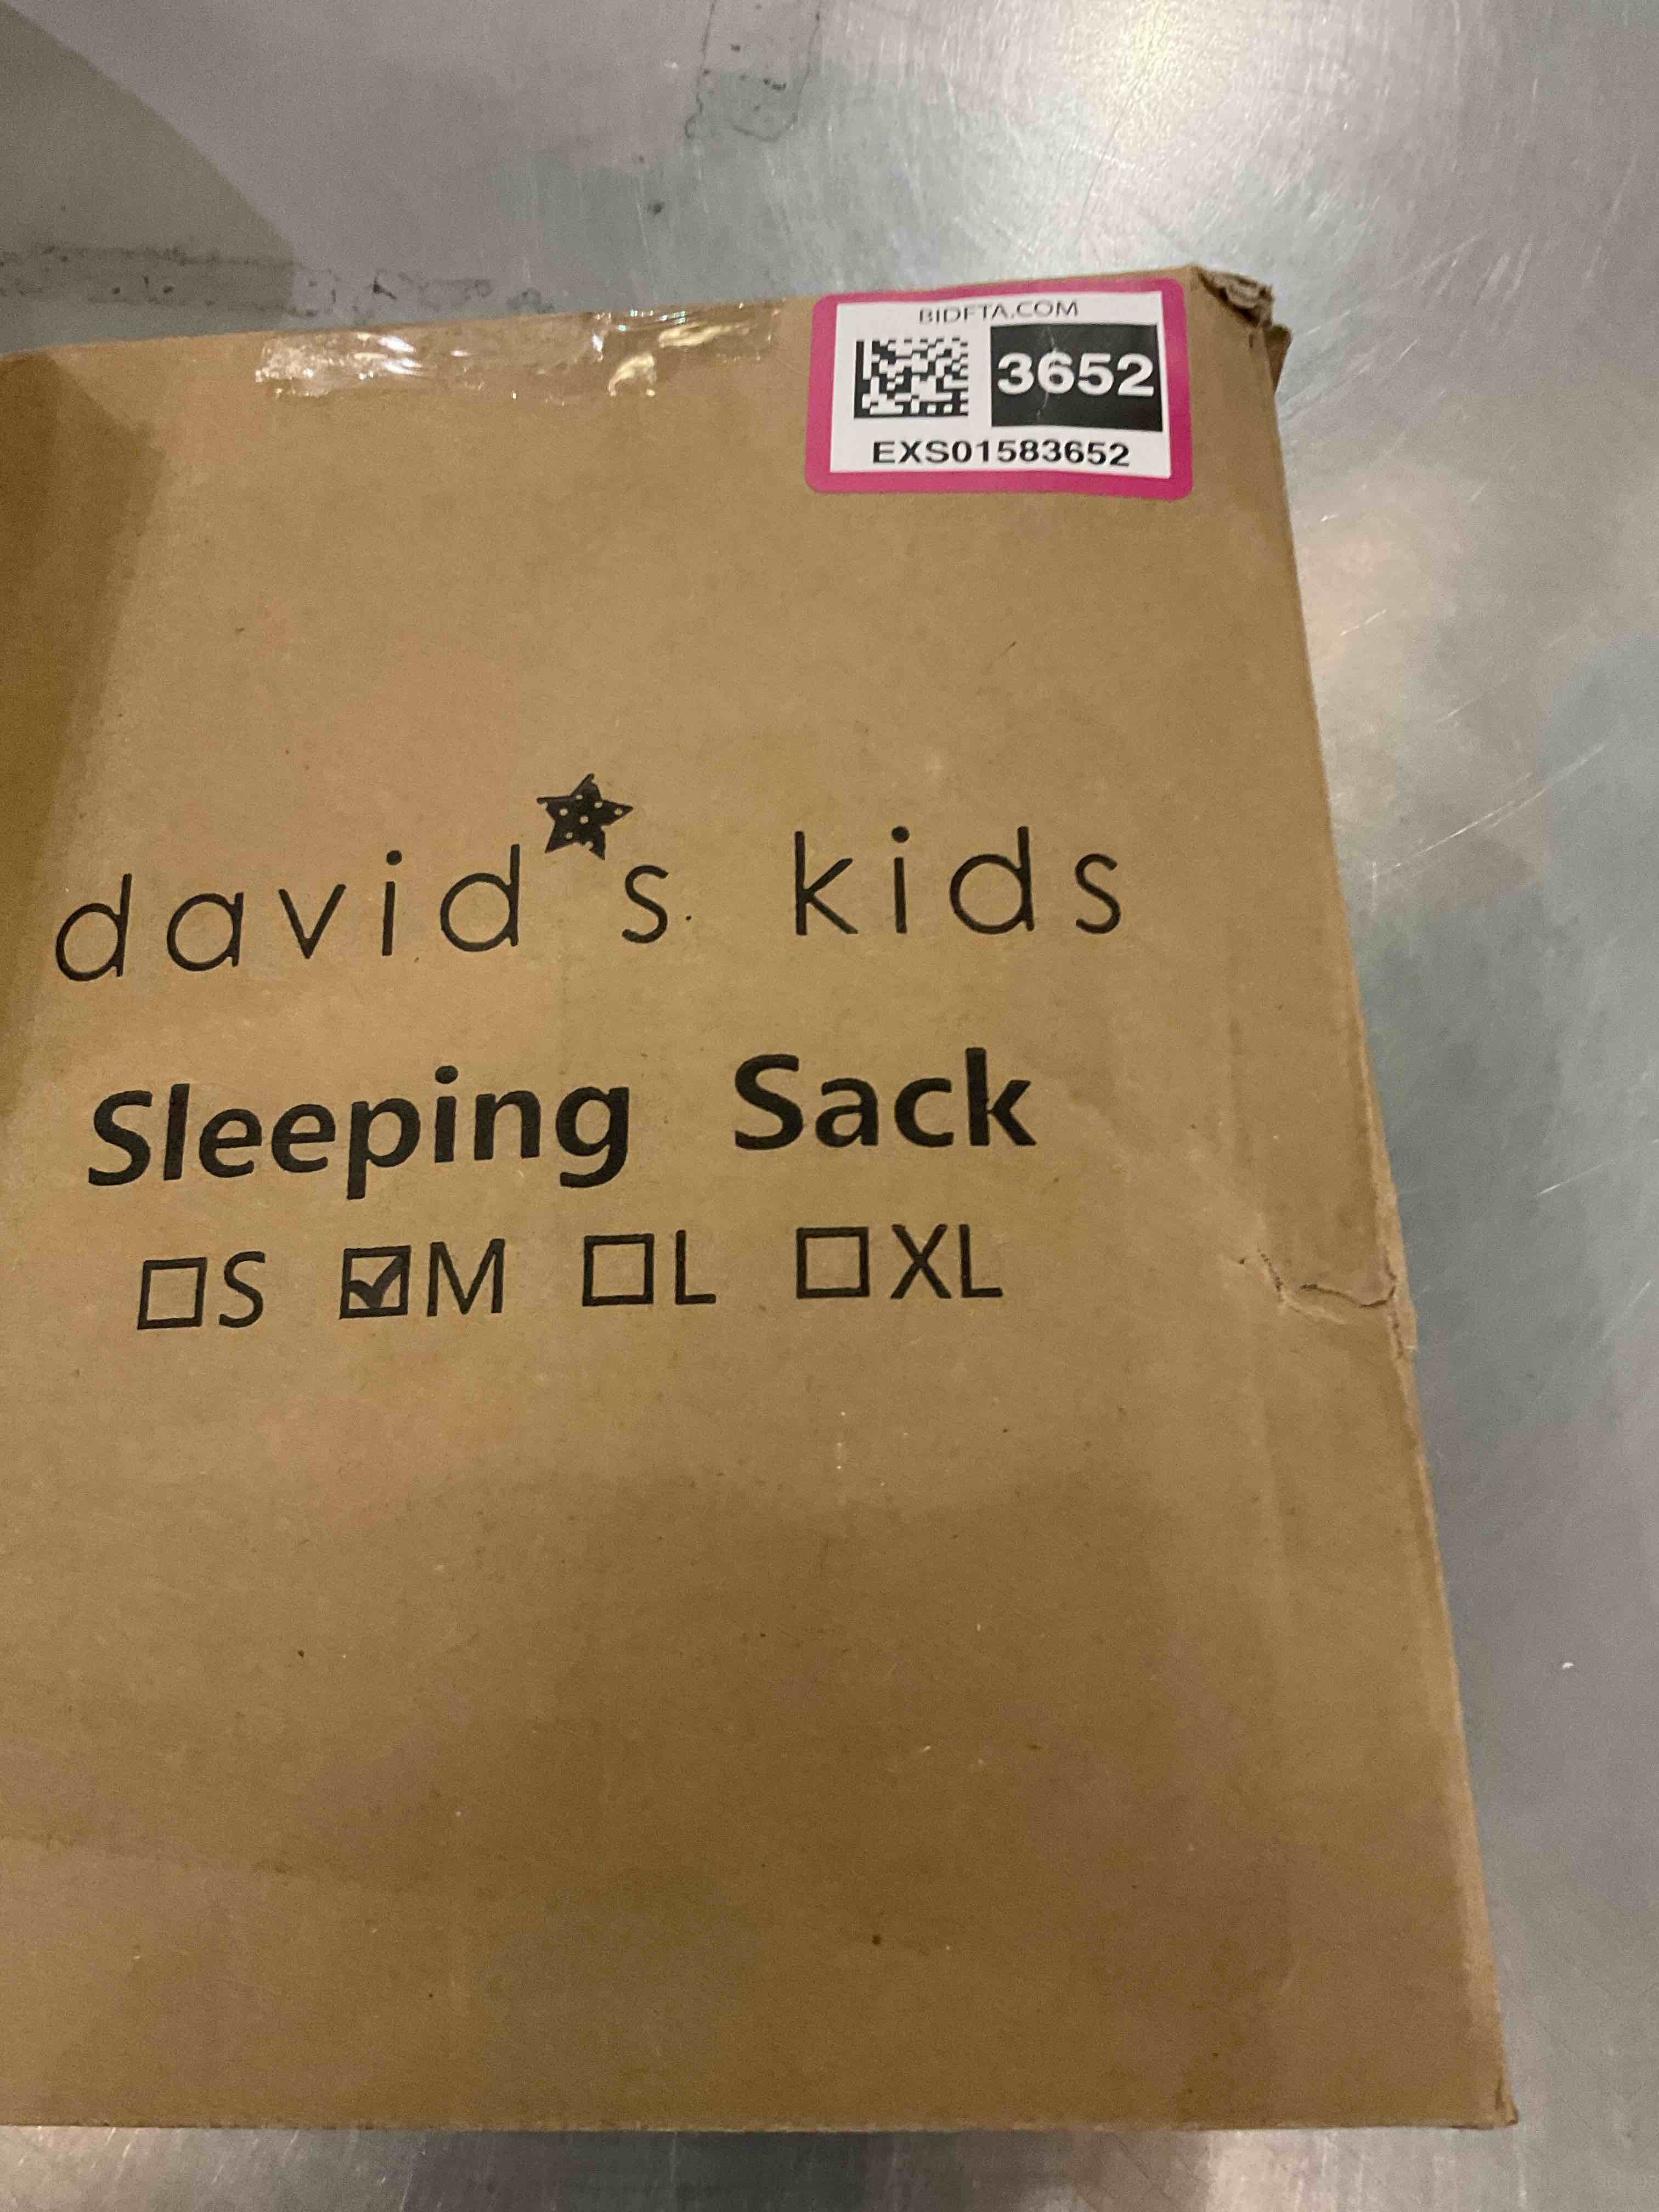 BIDFTA.COM
3652
EXS01583652
david's kids
Sleeping Sack
☐S ☑M ☐L ☐XL